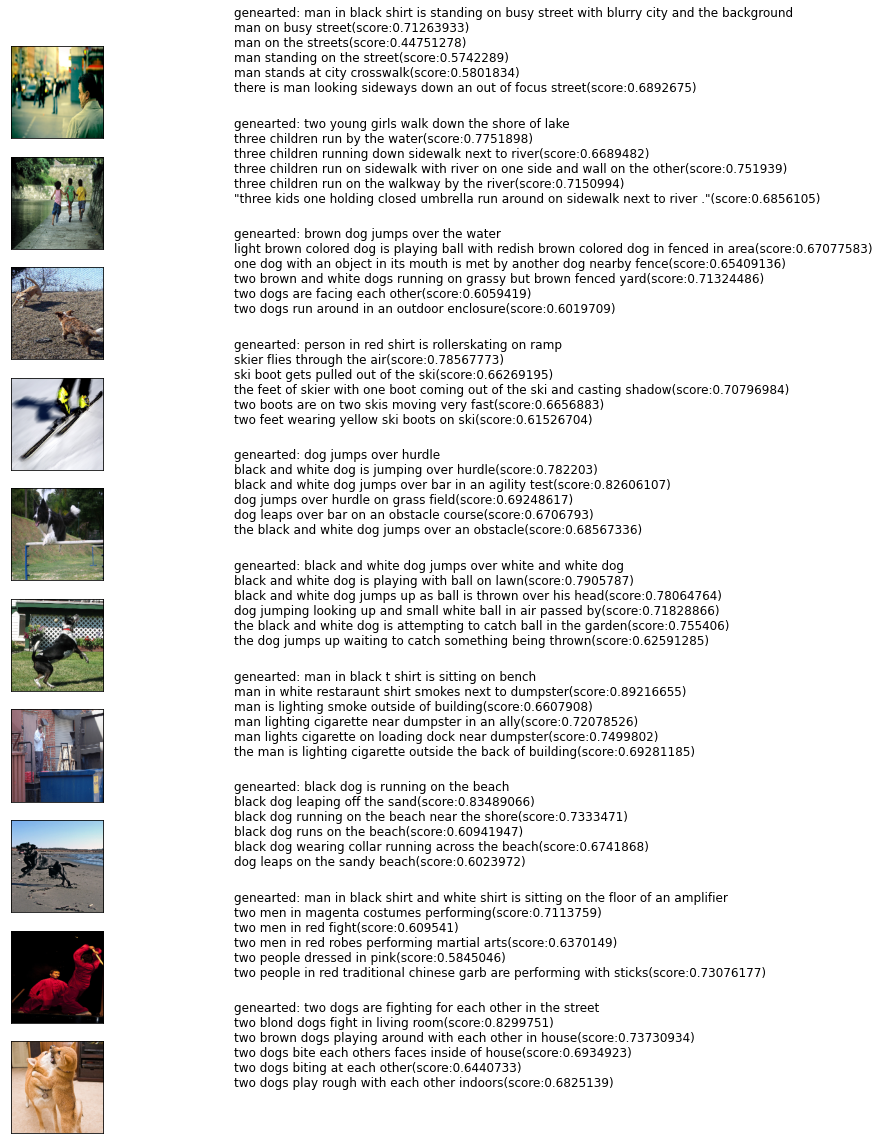 genearted: man in black shirt is standing on busy street with blurry city and the background
man on busy street(score:0.71263933)
man on the streets(score:0.44751278)
man standing on the street(score:0.5742289)
man stands at city crosswalk(score:0.5801834)
there is man looking sideways down an out of focus street(score:0.6892675)
genearted: two young girls walk down the shore of lake
three children run by the water(score:0.7751898)
three children running down sidewalk next to river(score:0.6689482)
three children run on sidewalk with river on one side and wall on the other(score:0.751939)
three children run on the walkway by the river(score:0.7150994)
"three kids one holding closed umbrella run around on sidewalk next to river ."(score:0.6856105)
genearted: brown dog jumps over the water
light brown colored dog is playing ball with redish brown colored dog in fenced in area(score:0.67077583)
one dog with an object in its mouth is met by another dog nearby fence(score:0.65409136)
two brown and white dogs running on grassy but brown fenced yard(score:0.71324486)
two dogs are facing each other(score:0.6059419)
two dogs run around in an outdoor enclosure(score:0.6019709)
genearted: person in red shirt is rollerskating on ramp
skier flies through the air(score:0.78567773)
ski boot gets pulled out of the ski(score:0.66269195)
the feet of skier with one boot coming out of the ski and casting shadow(score:0.70796984)
two boots are on two skis moving very fast(score:0.6656883)
two feet wearing yellow ski boots on ski(score:0.61526704)
genearted: dog jumps over hurdle
black and white dog is jumping over hurdle(score:0.782203)
black and white dog jumps over bar in an agility test(score:0.82606107)
dog jumps over hurdle on grass field(score:0.69248617)
dog leaps over bar on an obstacle course(score:0.6706793)
the black and white dog jumps over an obstacle(score:0.68567336)
genearted: black and white dog jumps over white and white dog
black and white dog is playing with ball on lawn(score:0.7905787)
black and white dog jumps up as ball is thrown over his head(score:0.78064764)
dog jumping looking up and small white ball in air passed by(score:0.71828866)
the black and white dog is attempting to catch ball in the garden(score:0.755406)
the dog jumps up waiting to catch something being thrown(score:0.62591285)
genearted: man in black t shirt is sitting on bench
man in white restaraunt shirt smokes next to dumpster(score:0.89216655)
man is lighting smoke outside of building(score:0.6607908)
man lighting cigarette near dumpster in an ally(score:0.72078526)
man lights cigarette on loading dock near dumpster(score:0.7499802)
the man is lighting cigarette outside the back of building(score:0.69281185)
genearted: black dog is running on the beach
black dog leaping off the sand(score:0.83489066)
black dog running on the beach near the shore(score:0.7333471)
black dog runs on the beach(score:0.60941947)
black dog wearing collar running across the beach(score:0.6741868)
dog leaps on the sandy beach(score:0.6023972)
genearted: man in black shirt and white shirt is sitting on the floor of an amplifier
two men in magenta costumes performing(score:0.7113759)
two men in red fight(score:0.609541)
two men in red robes performing martial arts(score:0.6370149)
two people dressed in pink(score:0.5845046)
two people in red traditional chinese garb are performing with sticks(score:0.73076177)
genearted: two dogs are fighting for each other in the street
two blond dogs fight in living room(score:0.8299751)
two brown dogs playing around with each other in house(score:0.73730934)
two dogs bite each others faces inside of house(score:0.6934923)
two dogs biting at each other(score:0.6440733)
two dogs play rough with each other indoors(score:0.6825139)